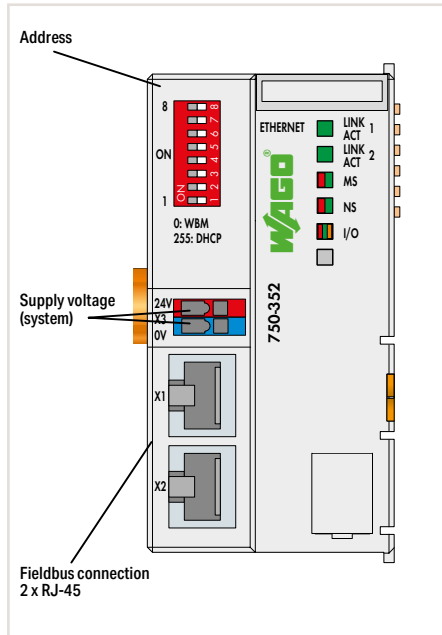 Address
8
ON
1
8
7
6
5
4
3
2
1
ON
0: WBM
255: DHCP
ETHERNET
LINK 1
ACT
LINK 2
ACT
MS
NS
I/O
WAGO®
750-352
Supply voltage
(system)
24V
X3
0V
X1
X2
Fieldbus connection
2 x RJ-45